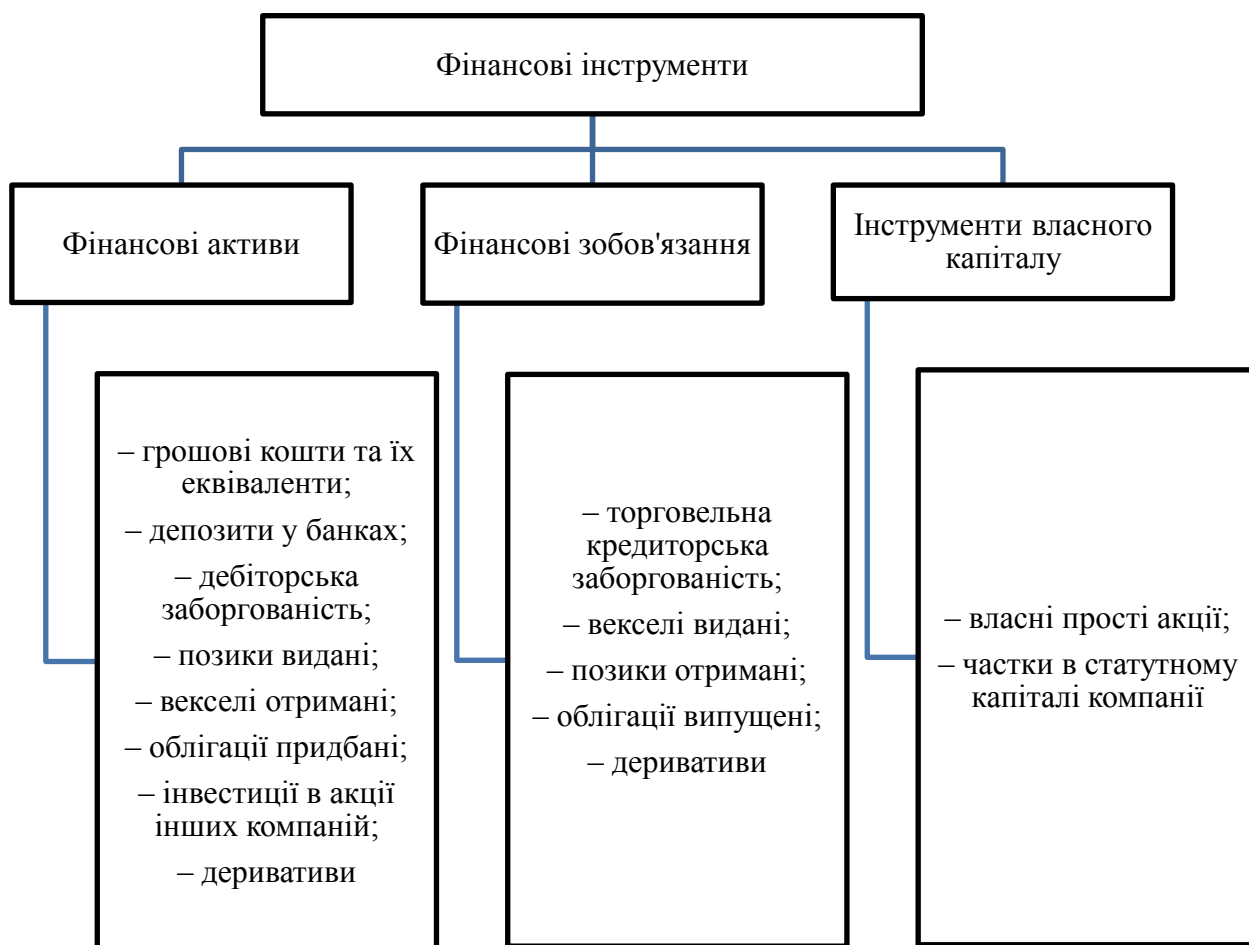 Фінансові інструменти
Фінансові активи
Фінансові зобов'язання
Інструменти власного
капіталу
– грошові кошти та їх
еквіваленти;
– депозити у банках;
– дебіторська
заборгованість;
– позики видані;
– векселі отримані;
– облігації придбані;
– інвестиції в акції
інших компаній;
– деривативи
– торговельна
кредиторська
заборгованість;
– векселі видані;
– позики отримані;
– облігації випущені;
– деривативи
– власні прості акції;
– частки в статутному
капіталі компанії